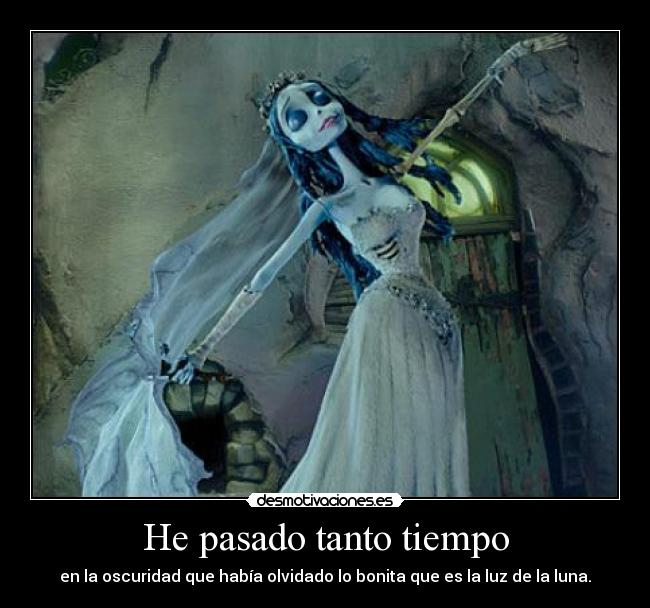 desmotivaciones.es
He pasado tanto tiempo
en la oscuridad que había olvidado lo bonita que es la luz de la luna.